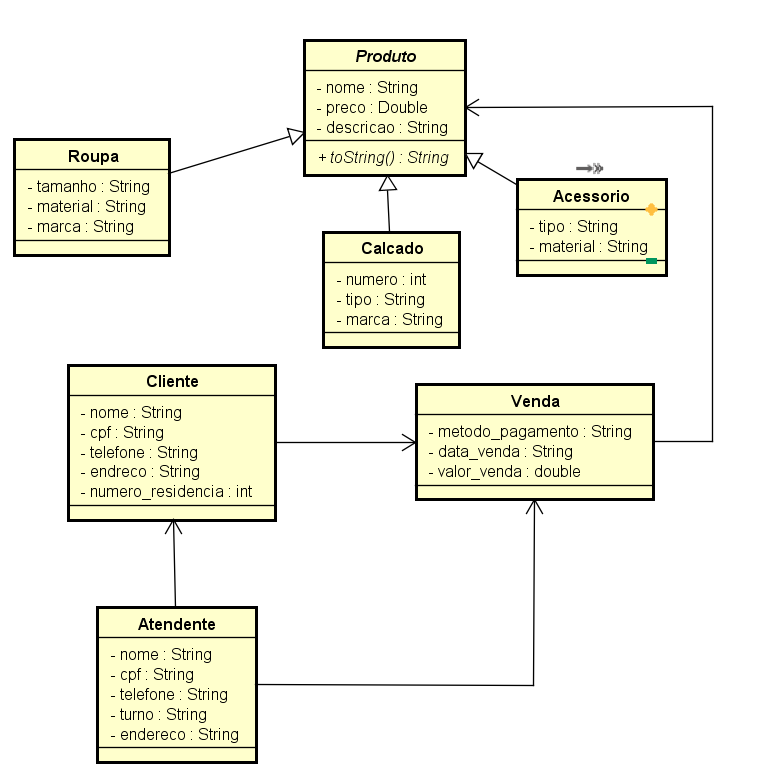 Produto
- nome : String
- preco : Double
- descricao : String
+ toString() : String
Roupa
- tamanho : String
- material : String
- marca : String
Acessorio
- tipo : String
- material : String
Calcado
- numero : int
- tipo : String
- marca : String
Cliente
- nome : String
- cpf : String
- telefone : String
- endreco : String
- numero_residencia : int
Venda
- metodo_pagamento : String
- data_venda : String
- valor_venda : double
Atendente
- nome : String
- cpf : String
- telefone : String
- turno : String
- endereco : String